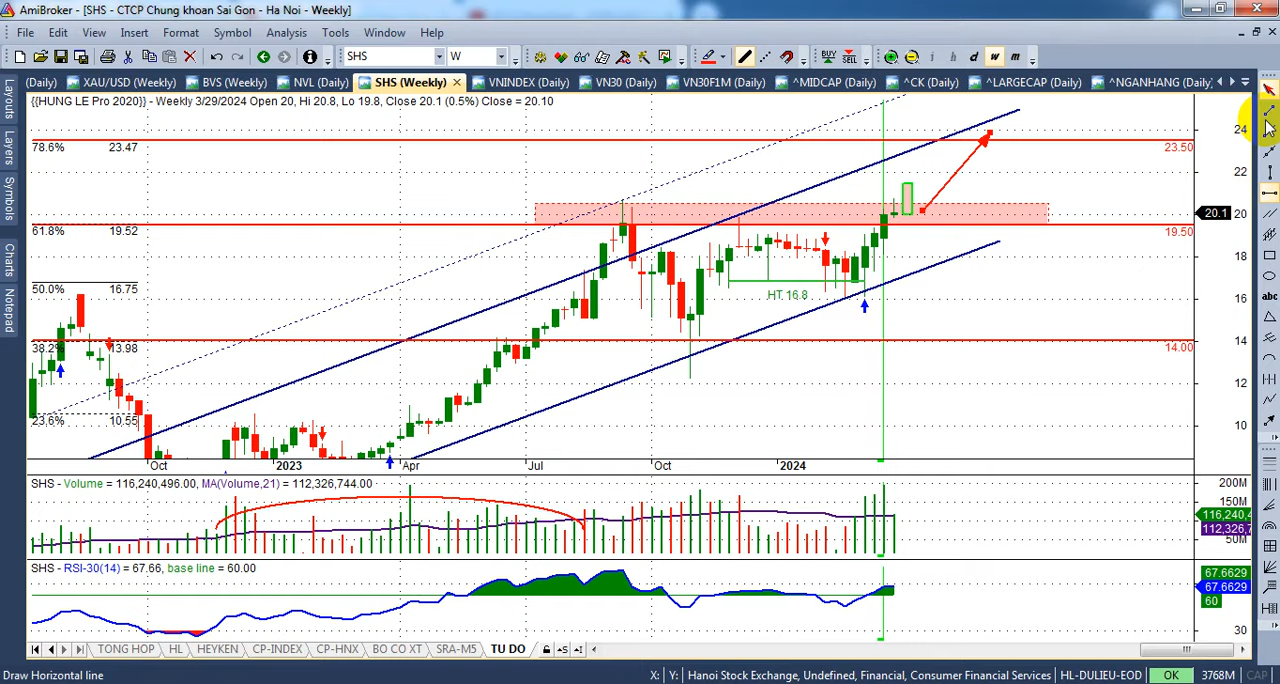 AmiBroker - [SHS - CTCP Chung khoan Sai Gon - Ha Noi - Weekly]
File Edit View Insert Format Symbol Analysis Tools Window Help
SHS W BUY SELL i h d w m
(Daily) XAU/USD (Weekly) BVS (Weekly) NVL (Daily) SHS (Weekly) VNINDEX (Daily) VN30 (Daily) VN30F1M (Daily) ^MIDCAP (Daily) ^CK (Daily) ^LARGECAP (Daily) ^NGANHANG (Daily)
Layouts
Layers
Symbols
Charts
Notepad
{{HUNG LE Pro 2020}} - Weekly 3/29/2024 Open 20, Hi 20.8, Lo 19.8, Close 20.1 (0.5%) Close = 20.10
24
78.6% 23.47 23.50
22
20.1 20
61.8% 19.52 19.50
18
50.0% 16.75
HT 16.8
16
38.2% 13.98 14.00
14
12
23.6% 10.55
10
Oct 2023 Apr Jul Oct 2024
SHS - Volume = 116,240,496.00, MA(Volume,21) = 112,326,744.00
200M
150M
116,240,4
112,326,7
50M
SHS - RSI-30(14) = 67.66, base line = 60.00
67.6629
67.6629
60
30
TONG HOP HL HEYKEN CP-INDEX CP-HNX BO CO XT SRA-M5 TU DO
Draw Horizontal line X: Y: Hanoi Stock Exchange, Undefined, Financial, Consumer Financial Services HL-DULIEU-EOD OK 3768M CAP
abc